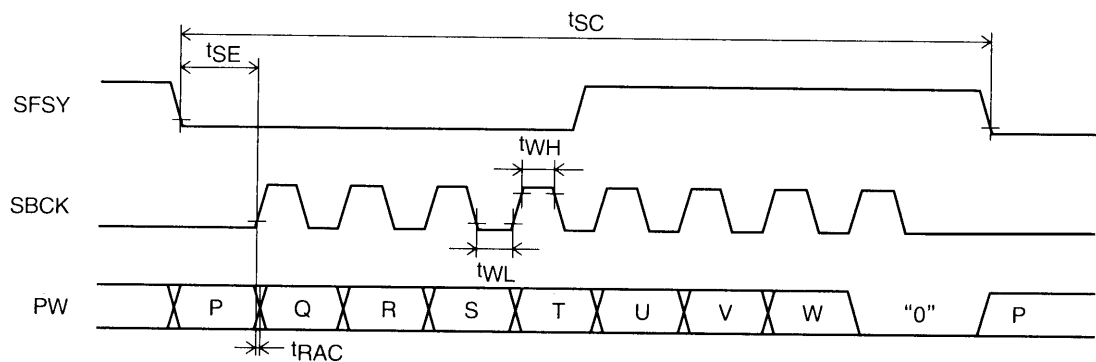 tSC
tSE
SFSY
tWH
SBCK
tWL
PW P Q R S T U V W “0” P
tRAC